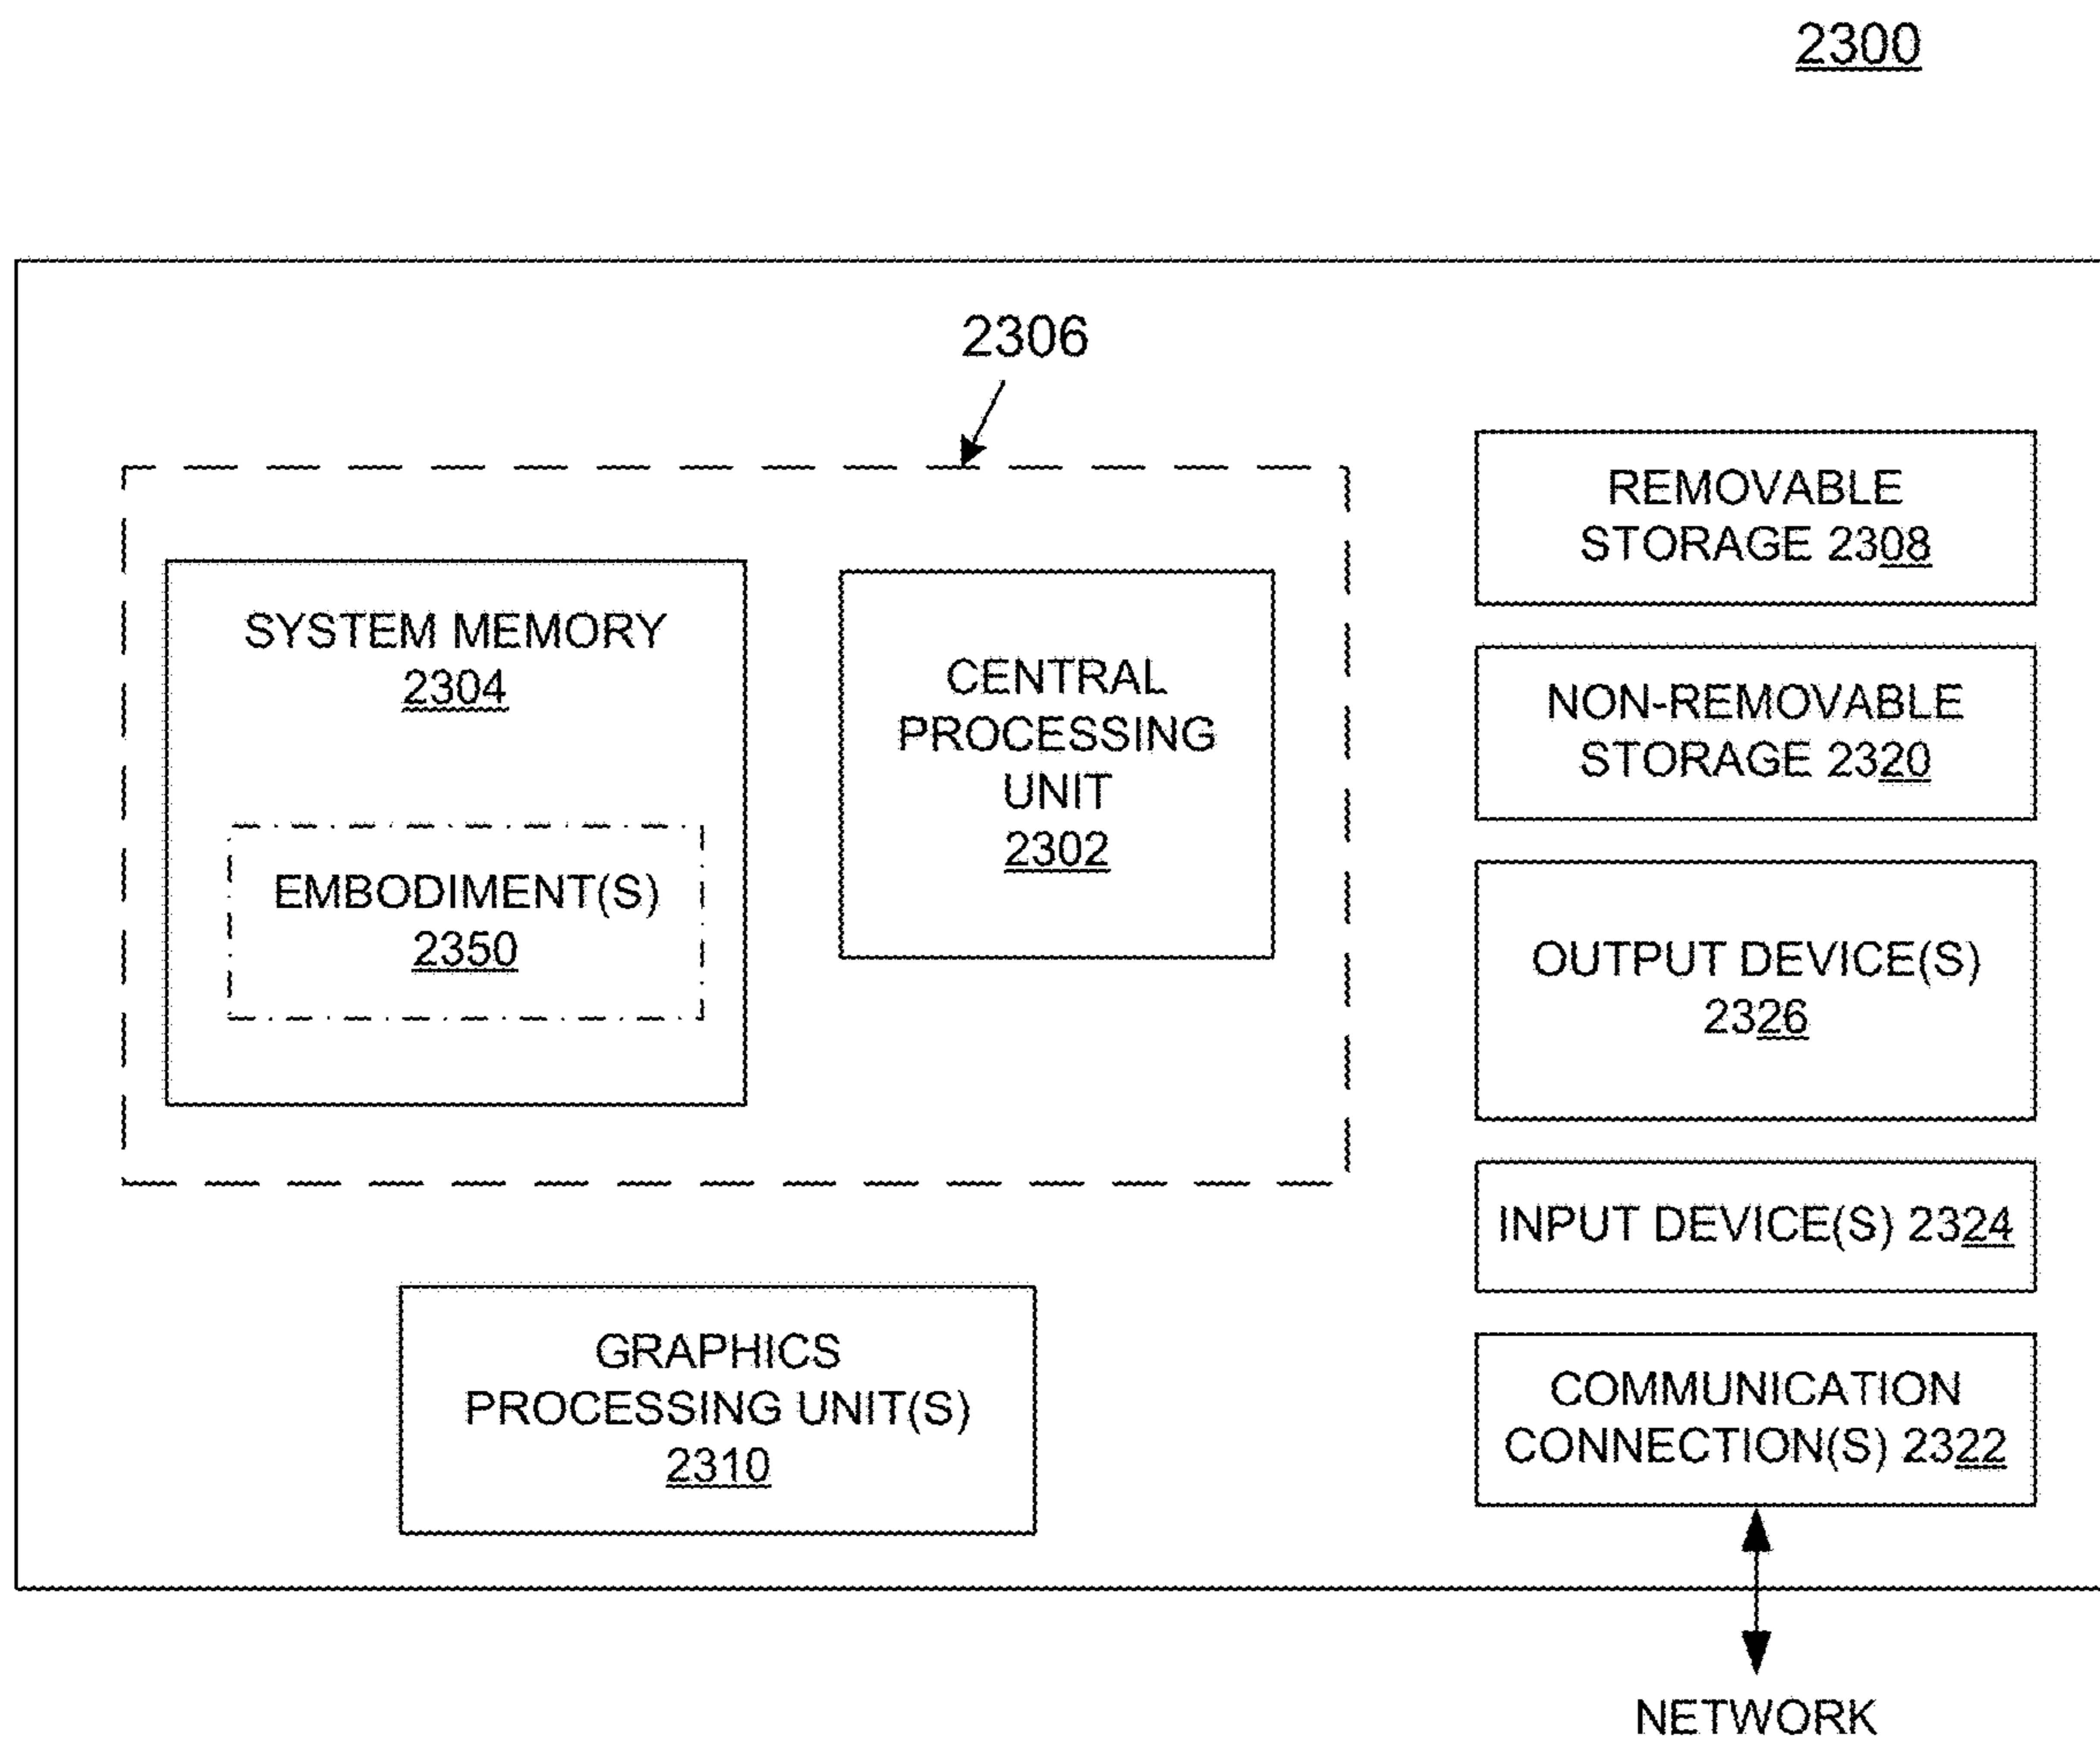 2300
2306
SYSTEM MEMORY
2304
EMBODIMENT(S)
2350
CENTRAL
PROCESSING
UNIT
2302
GRAPHICS
PROCESSING UNIT(S)
2310
REMOVABLE
STORAGE 2308
NON-REMOVABLE
STORAGE 2320
OUTPUT DEVICE(S)
2326
INPUT DEVICE(S) 2324
COMMUNICATION
CONNECTION(S) 2322
NETWORK